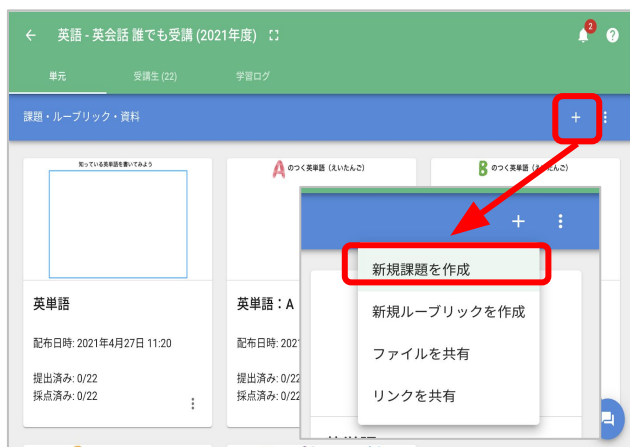 英語 - 英会話 誰でも受講 (2021年度)
2
単元
受講生 (22)
学習ログ
課題・ルーブリック・資料
知っている英単語を書いてみよう
A のつく英単語 (えいたんご)
B のつく英単語 (えいたんご)
新規課題を作成
新規ルーブリックを作成
ファイルを共有
リンクを共有
英単語
配布日時: 2021年4月27日 11:20
提出済み: 0/22
採点済み: 0/22
英単語:A
配布日時: 202
提出済み: 0/22
採点済み: 0/22